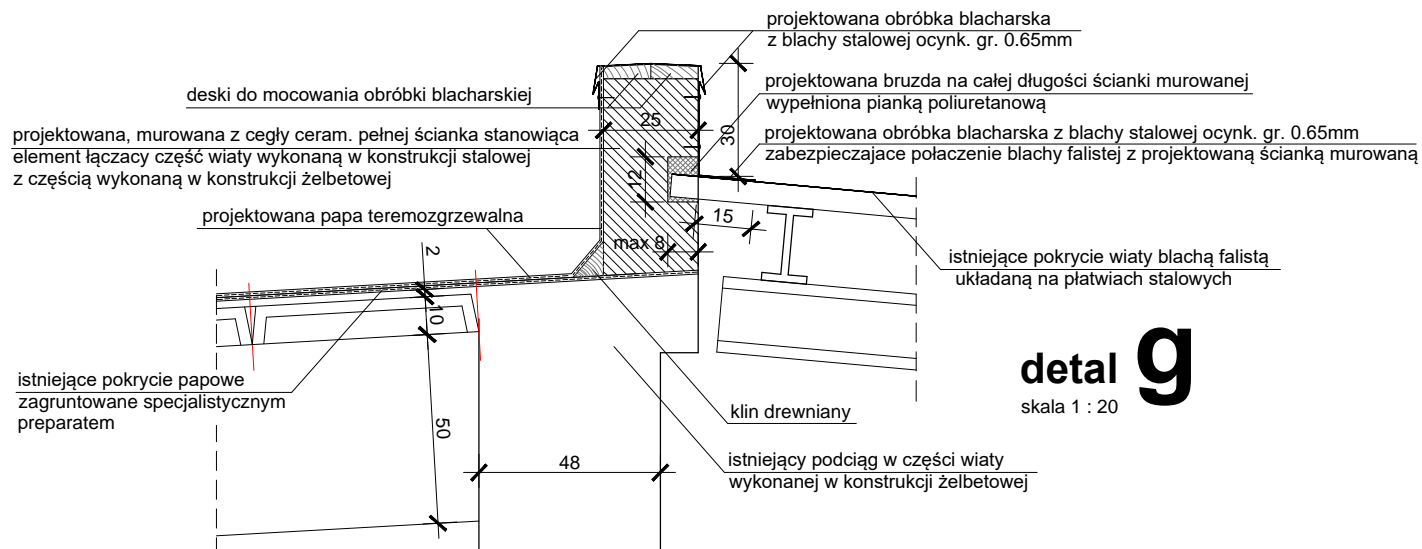 projektowana obróbka blacharska
z blachy stalowej ocynk. gr. 0.65mm
deski do mocowania obróbki blacharskiej
projektowana bruzda na całej długości ścianki murowanej
wypełniona pianką poliuretanową
projektowana, murowana z cegły ceram. pełnej ścianka stanowiąca
element łączacy część wiaty wykonaną w konstrukcji stalowej
z częścią wykonaną w konstrukcji żelbetowej
projektowana obróbka blacharska z blachy stalowej ocynk. gr. 0.65mm
zabezpieczajace połaczenie blachy falistej z projektowaną ścianką murowaną
25
30
12
15
max 8
projektowana papa teremozgrzewalna
2
10
50
istniejące pokrycie wiaty blachą falistą
układaną na płatwiach stalowych
detal g
skala 1 : 20
istniejące pokrycie papowe
zagruntowane specjalistycznym
preparatem
klin drewniany
48
istniejący podciąg w części wiaty
wykonanej w konstrukcji żelbetowej